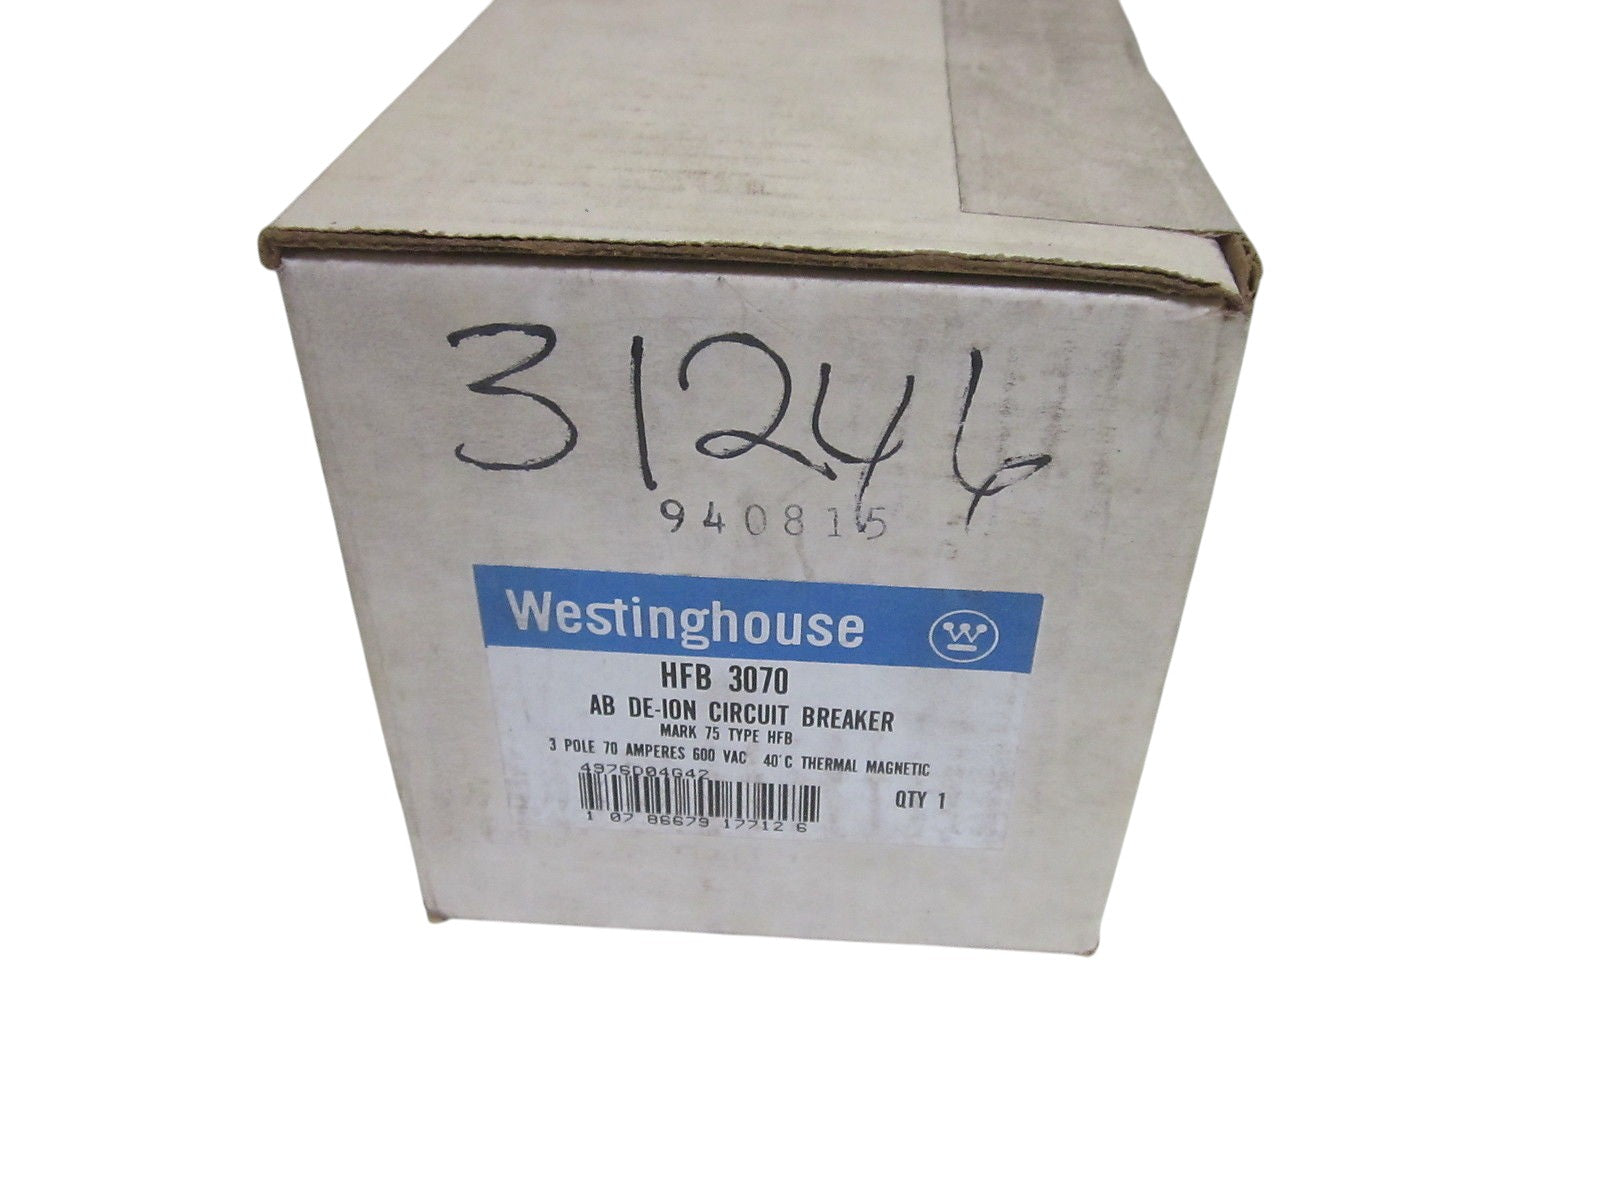 31246
940815
Westinghouse W
HFB 3070
AB DE-ION CIRCUIT BREAKER
MARK 75 TYPE HFB
3 POLE 70 AMPERES 600 VAC 40°C THERMAL MAGNETIC
4976D04G42
QTY 1
1 07 86679 17712 6